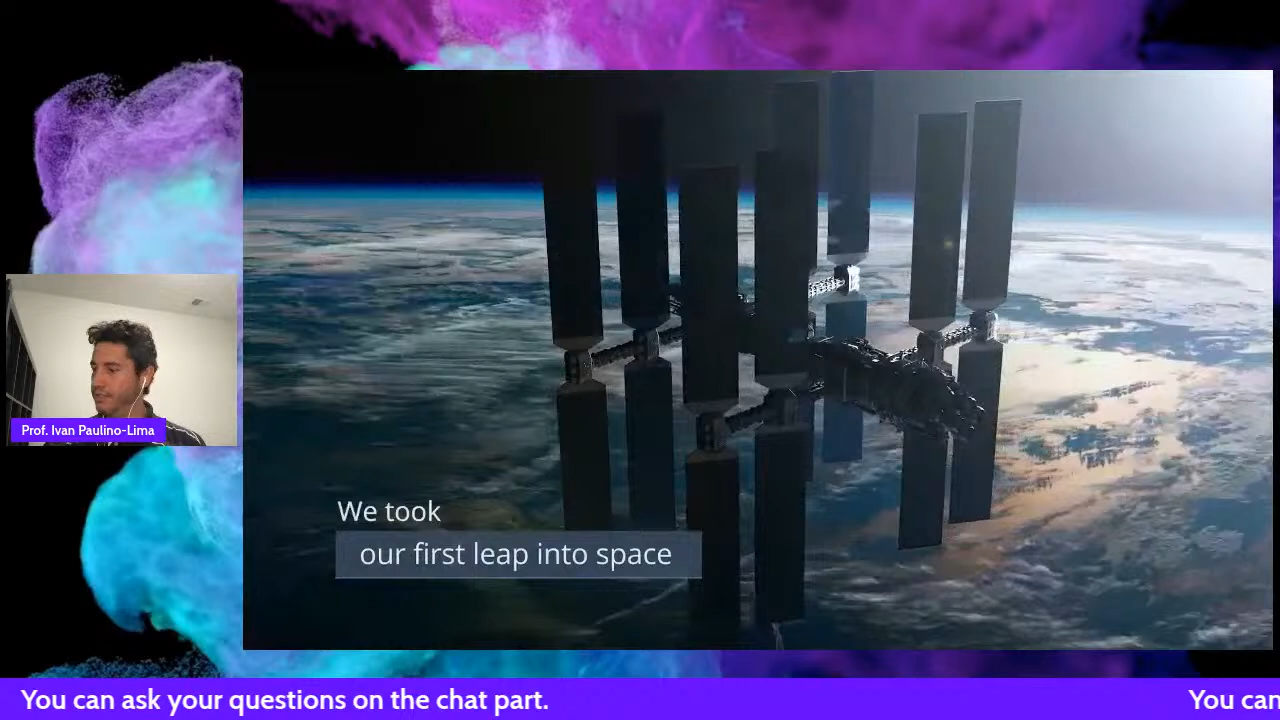 Prof. Ivan Paulino-Lima
We took
our first leap into space
You can ask your questions on the chat part.
You can